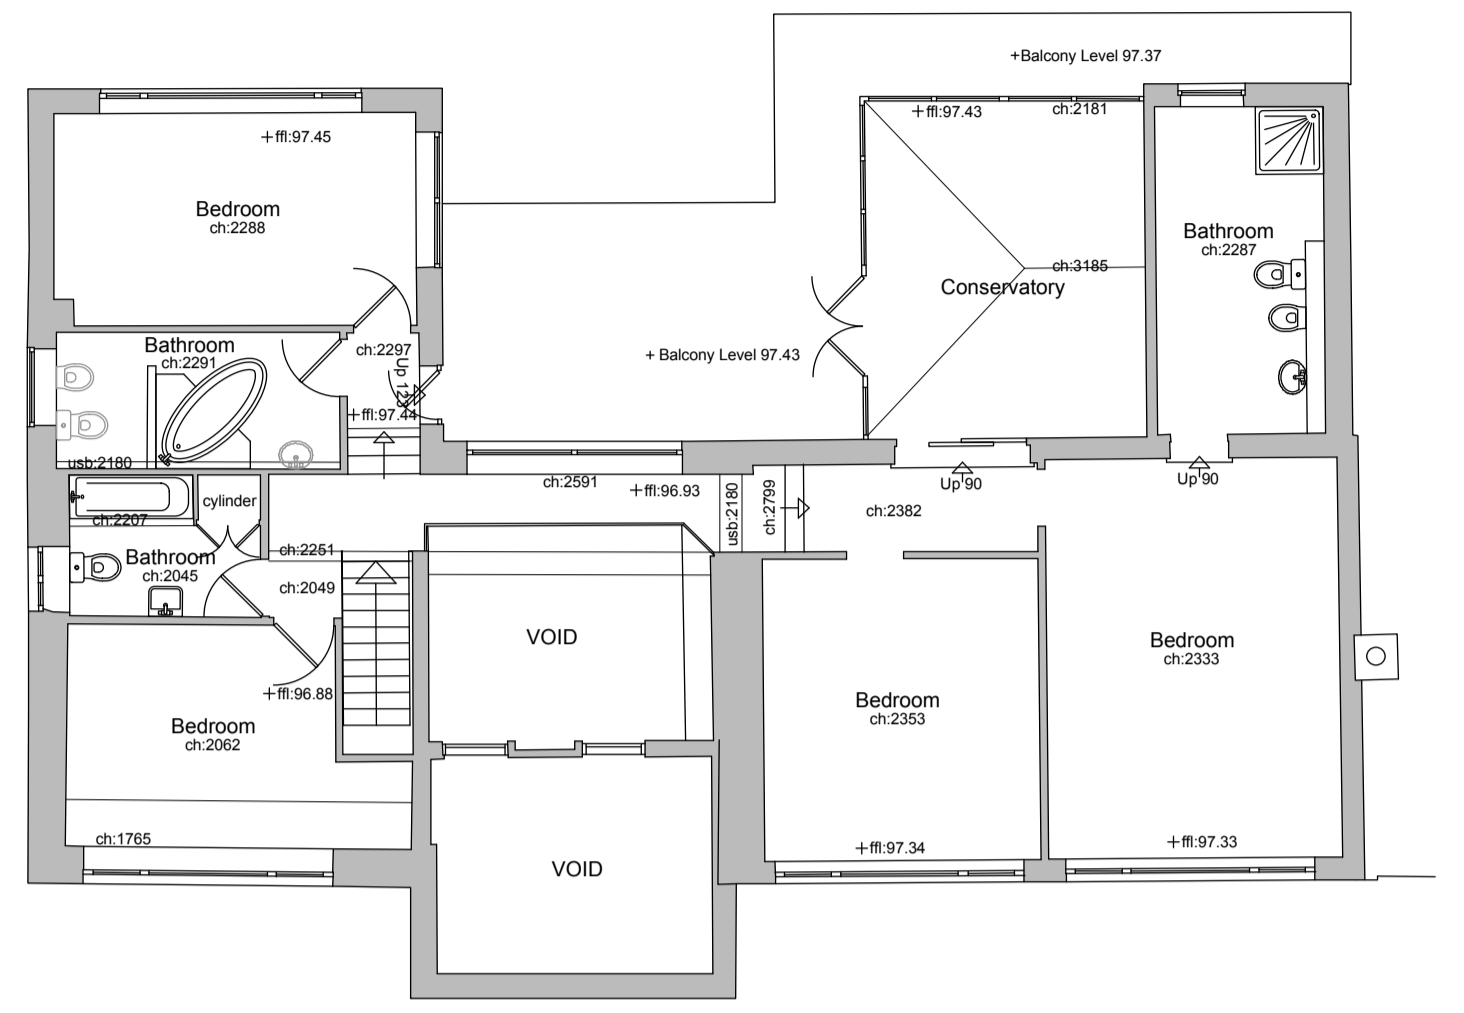 +Balcony Level 97.37
+ffl:97.43
ch:2181
+ffl:97.45
Bedroom
ch:2288
Bathroom
ch:2287
ch:3185
Conservatory
Bathroom
ch:2291
ch:2297
+ Balcony Level 97.43
Up 123
+ffl:97.44
usb:2180
ch:2591
+ffl:96.93
usb:2180
ch:2799
Up 90
Up 90
ch:2382
cylinder
ch:2207
Bathroom
ch:2045
ch:2251
ch:2049
VOID
Bedroom
ch:2333
+ffl:96.88
Bedroom
ch:2062
Bedroom
ch:2353
ch:1765
+ffl:97.34
+ffl:97.33
VOID